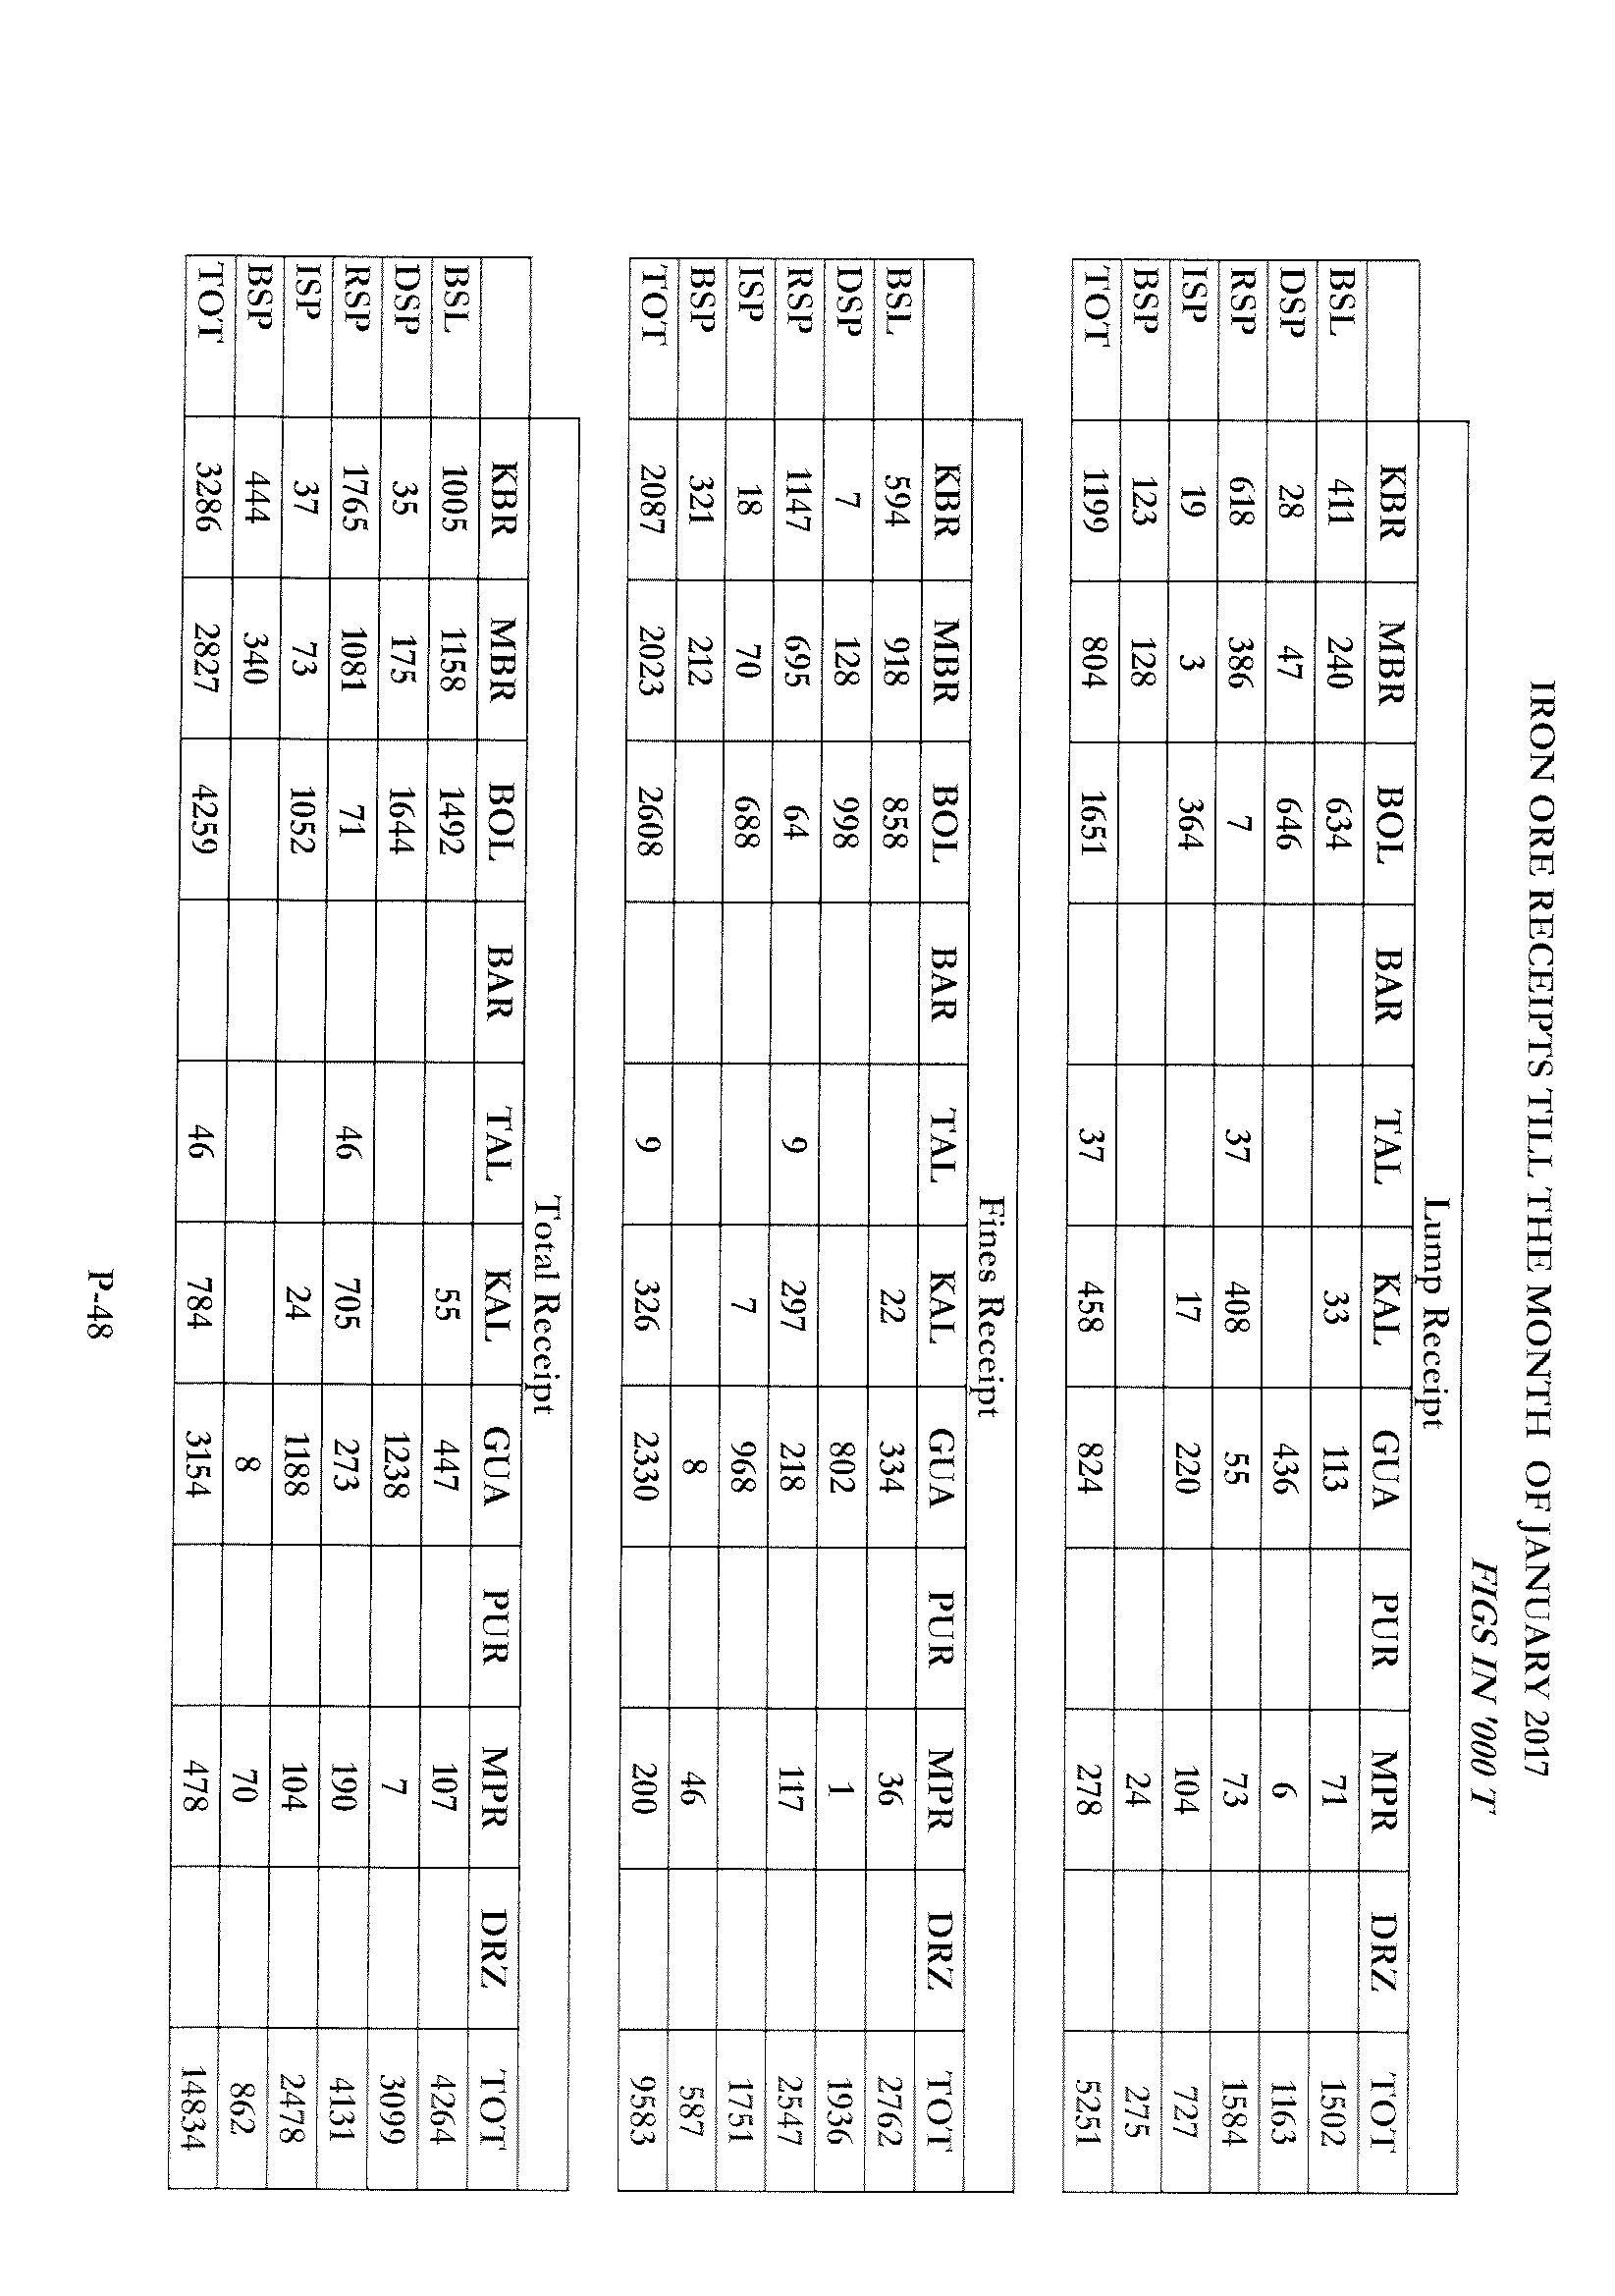 IRON ORE RECEIPTS TILL THE MONTH OF JANUARY 2017
FIGS IN '000 T
Lump Receipt
KBR MBR BOL BAR TAL KAL GUA PUR MPR DRZ TOT
BSL 411 240 634 33 113 71 1502
DSP 28 47 646 436 6 1163
RSP 618 386 7 37 408 55 73 1584
ISP 19 3 364 17 220 104 727
BSP 123 128 24 275
TOT 1199 804 1651 37 458 824 278 5251
Fines Receipt
KBR MBR BOL BAR TAL KAL GUA PUR MPR DRZ TOT
BSL 594 918 858 22 334 36 2762
DSP 7 128 998 802 1 1936
RSP 1147 695 64 9 297 218 117 2547
ISP 18 70 688 7 968 1751
BSP 321 212 8 46 587
TOT 2087 2023 2608 9 326 2330 200 9583
Total Receipt
KBR MBR BOL BAR TAL KAL GUA PUR MPR DRZ TOT
BSL 1005 1158 1492 55 447 107 4264
DSP 35 175 1644 1238 7 3099
RSP 1765 1081 71 46 705 273 190 4131
ISP 37 73 1052 24 1188 104 2478
BSP 444 340 8 70 862
TOT 3286 2827 4259 46 784 3154 478 14834
P-48